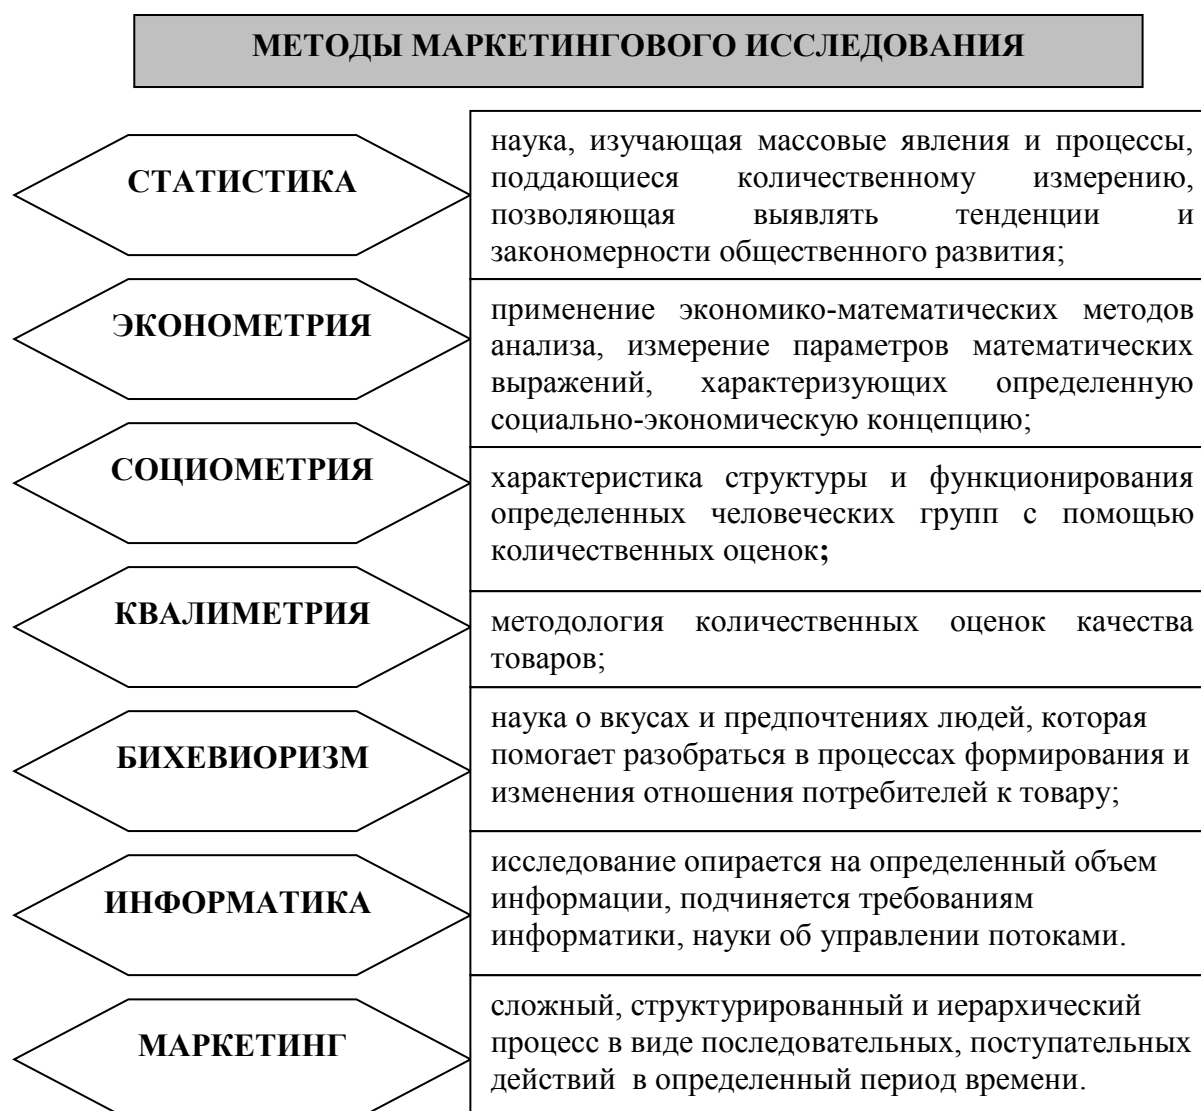 МЕТОДЫ МАРКЕТИНГОВОГО ИССЛЕДОВАНИЯ
СТАТИСТИКА
наука, изучающая массовые явления и процессы,
поддающиеся количественному измерению,
позволяющая выявлять тенденции и
закономерности общественного развития;
ЭКОНОМЕТРИЯ
применение экономико-математических методов
анализа, измерение параметров математических
выражений, характеризующих определенную
социально-экономическую концепцию;
СОЦИОМЕТРИЯ
характеристика структуры и функционирования
определенных человеческих групп с помощью
количественных оценок;
КВАЛИМЕТРИЯ
методология количественных оценок качества
товаров;
БИХЕВИОРИЗМ
наука о вкусах и предпочтениях людей, которая
помогает разобраться в процессах формирования и
изменения отношения потребителей к товару;
ИНФОРМАТИКА
исследование опирается на определенный объем
информации, подчиняется требованиям
информатики, науки об управлении потоками.
МАРКЕТИНГ
сложный, структурированный и иерархический
процесс в виде последовательных, поступательных
действий в определенный период времени.